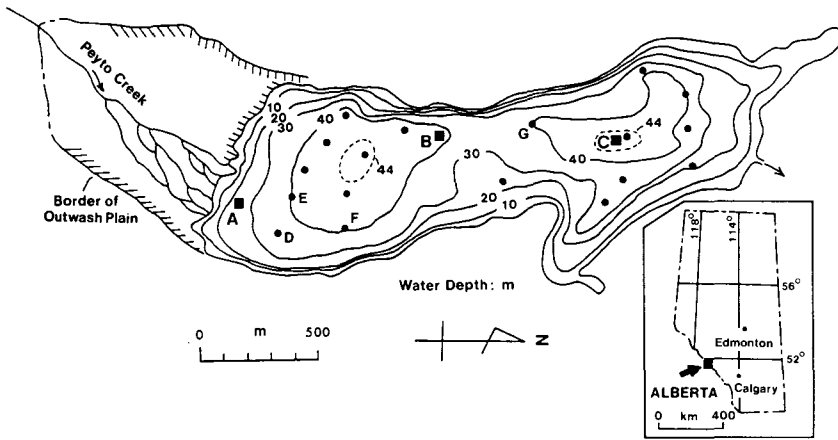 Peyto Creek
Border of
Outwash Plain
10
20
30
40
44
A
B
C
D
E
F
G
30
20
10
40
44
Water Depth: m
0 m 500
N
118°
114°
56°
52°
Edmonton
Calgary
ALBERTA
0 km 400